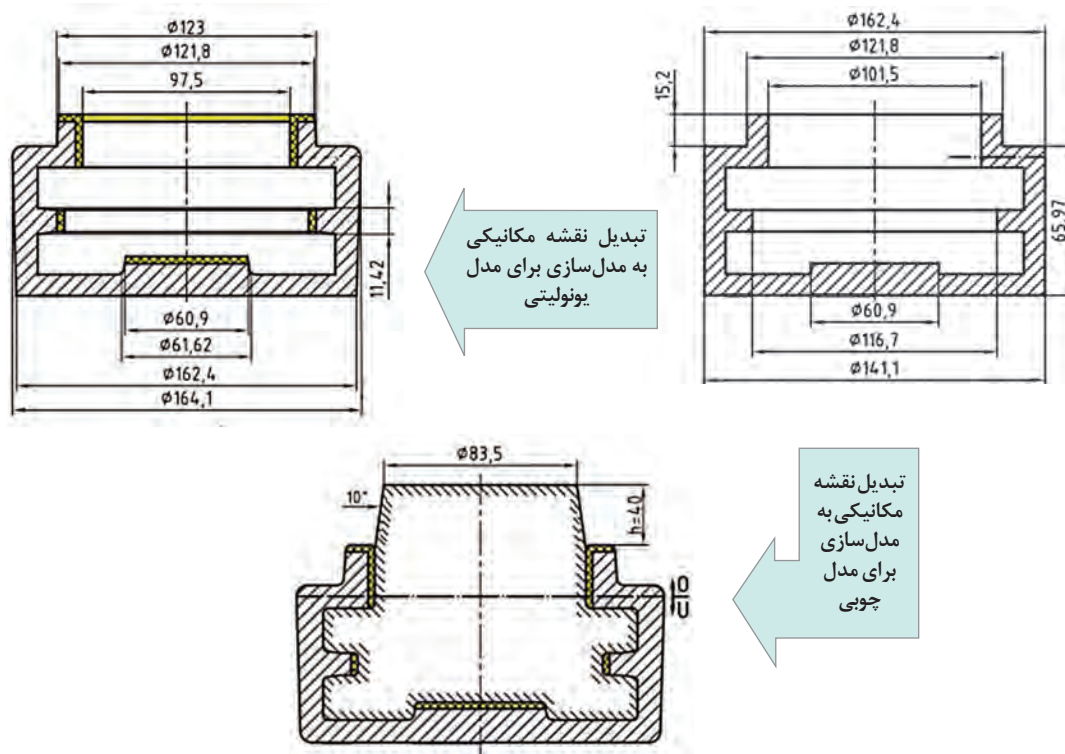 ø123
ø121,8
97,5
11,42
ø60,9
ø61,62
ø162,4
ø164,1
تبدیل نقشه مکانیکی
به مدل‌سازی برای مدل
یونولیتی
ø162,4
ø121,8
ø101,5
15,2
65,97
ø60,9
ø116,7
ø141,1
ø83,5
10°
h=40
O
U
تبدیل نقشه
مکانیکی به
مدل‌سازی
برای مدل
چوبی